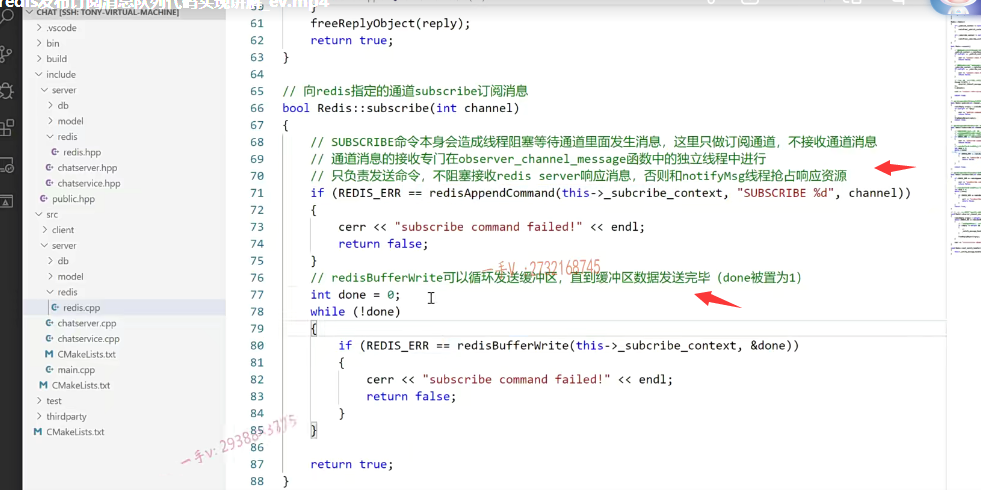 redis发布订阅消息队列代码实现讲解_ev.mp4
CHAT [SSH: TONY-VIRTUAL-MACHINE]
.vscode
bin
build
include
server
db
model
redis
redis.hpp
chatserver.hpp
chatservice.hpp
public.hpp
src
client
server
db
model
redis
redis.cpp
chatserver.cpp
chatservice.cpp
CMakeLists.txt
main.cpp
CMakeLists.txt
test
thirdparty
CMakeLists.txt
61 freeReplyObject(reply);
62 return true;
63 }
64
65 // 向redis指定的通道subscribe订阅消息
66 bool Redis::subscribe(int channel)
67 {
68 // SUBSCRIBE命令本身会造成线程阻塞等待通道里面发生消息，这里只做订阅通道，不接收通道消息
69 // 通道消息的接收专门在observer_channel_message函数中的独立线程中进行
70 // 只负责发送命令，不阻塞接收redis server响应消息，否则和notifyMsg线程抢占响应资源
71 if (REDIS_ERR == redisAppendCommand(this->_subcribe_context, "SUBSCRIBE %d", channel))
72 {
73 cerr << "subscribe command failed!" << endl;
74 return false;
75 }
76 // redisBufferWrite可以循环发送缓冲区，直到缓冲区数据发送完毕（done被置为1）
77 int done = 0;
78 while (!done)
79 {
80 if (REDIS_ERR == redisBufferWrite(this->_subcribe_context, &done))
81 {
82 cerr << "subscribe command failed!" << endl;
83 return false;
84 }
85 }
86
87 return true;
88 }
一手V：2732168745